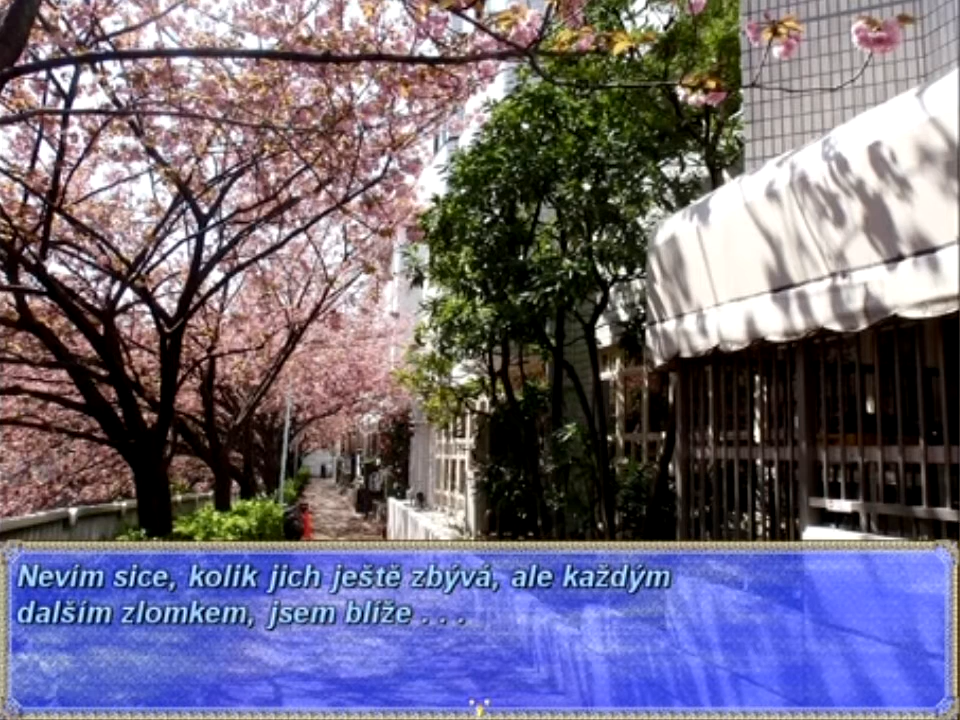 Nevím sice, kolik jich ještě zbývá, ale každým
dalším zlomkem, jsem blíže . . .